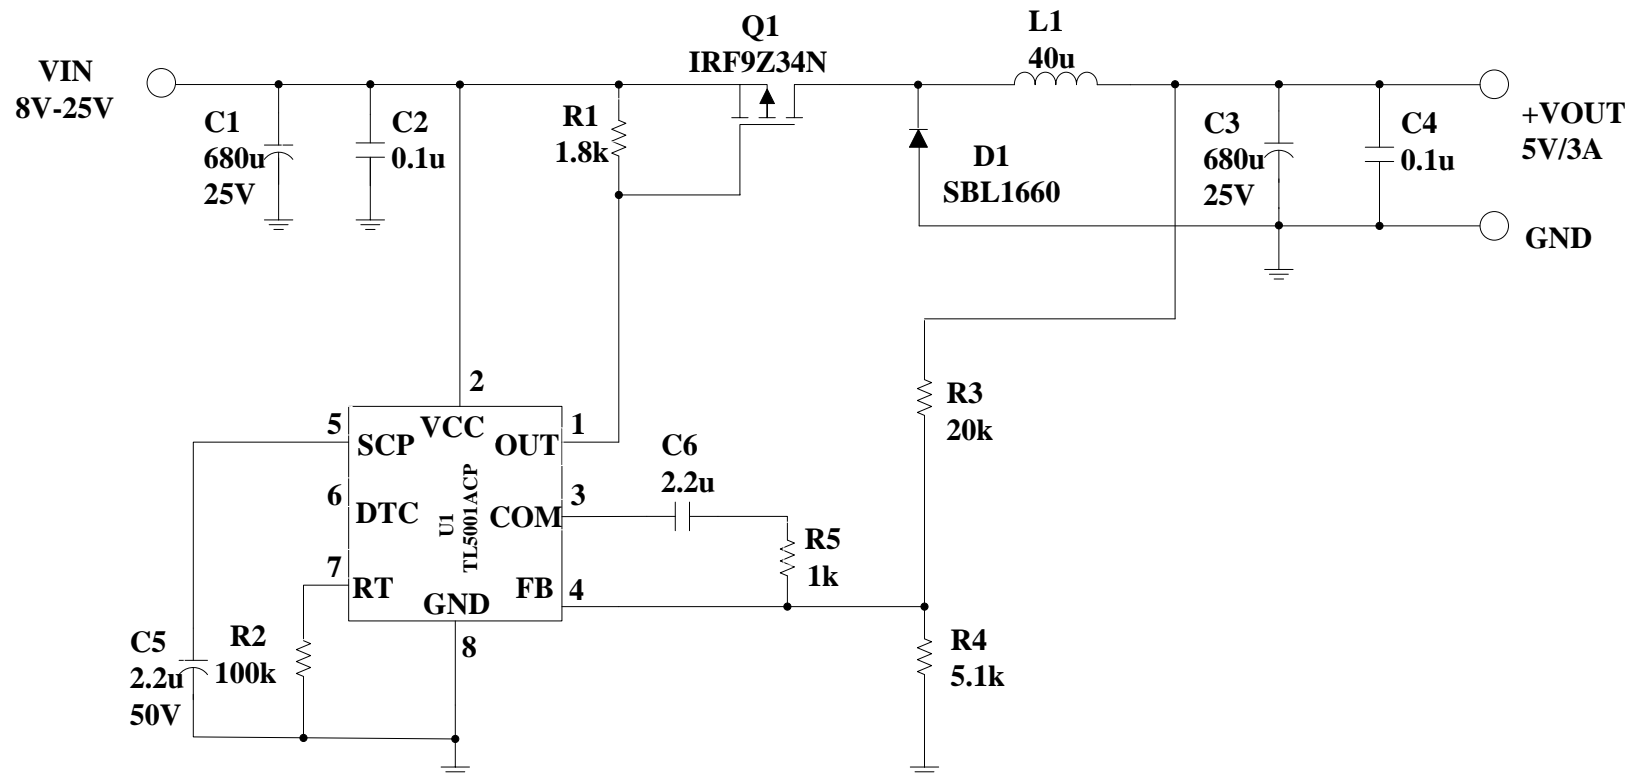 Q1
IRF9Z34N
L1
40u
VIN
8V-25V
C1
680u
25V
C2
0.1u
R1
1.8k
D1
SBL1660
C3
680u
25V
C4
0.1u
+VOUT
5V/3A
GND
2
5
VCC
1
SCP
OUT
6
DTC
U1
TL5001ACP
COM
3
C6
2.2u
R3
20k
R5
1k
7
RT
FB
4
GND
8
C5
2.2u
50V
R2
100k
R4
5.1k